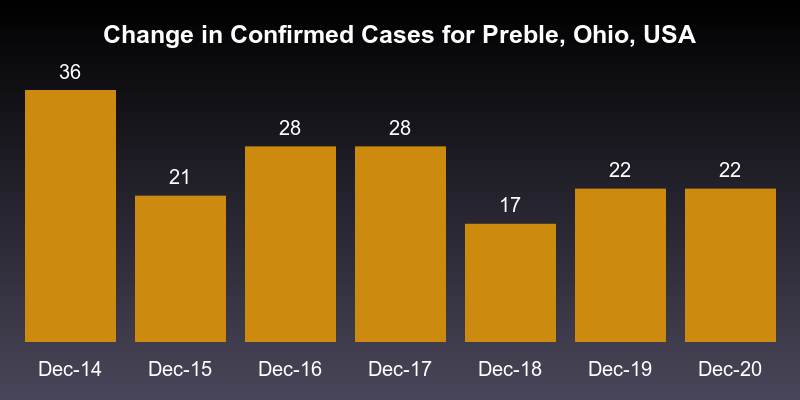 Change in Confirmed Cases for Preble, Ohio, USA
36
21
28
28
17
22
22
Dec-14
Dec-15
Dec-16
Dec-17
Dec-18
Dec-19
Dec-20